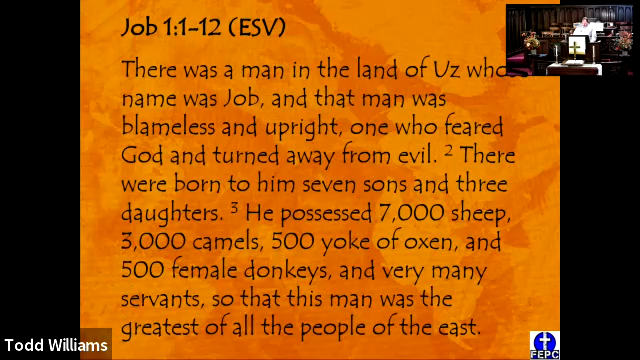 Job 1:1-12 (ESV)
There was a man in the land of Uz whose
name was Job, and that man was
blameless and upright, one who feared
God and turned away from evil. 2 There
were born to him seven sons and three
daughters. 3 He possessed 7,000 sheep,
3,000 camels, 500 yoke of oxen, and
500 female donkeys, and very many
servants, so that this man was the
greatest of all the people of the east.
Todd Williams
FEPC